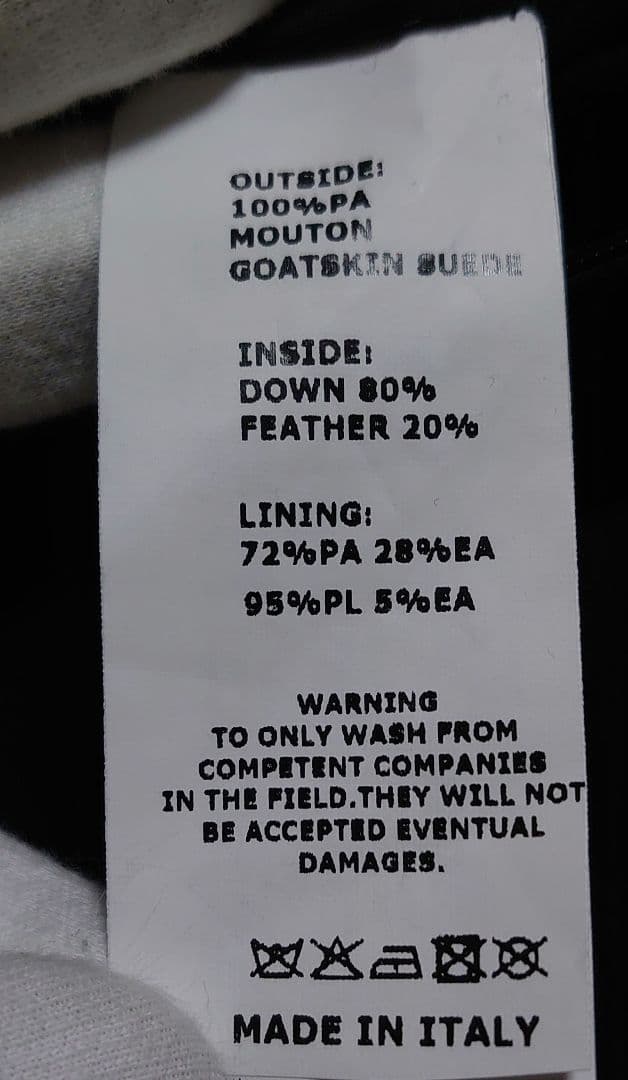 OUTSIDE:
100%PA
MOUTON
GOATSKIN SUEDE
INSIDE:
DOWN 80%
FEATHER 20%
LINING:
72%PA 28%EA
95%PL 5%EA
WARNING
TO ONLY WASH FROM
COMPETENT COMPANIES
IN THE FIELD.THEY WILL NOT
BE ACCEPTED EVENTUAL
DAMAGES.
MADE IN ITALY